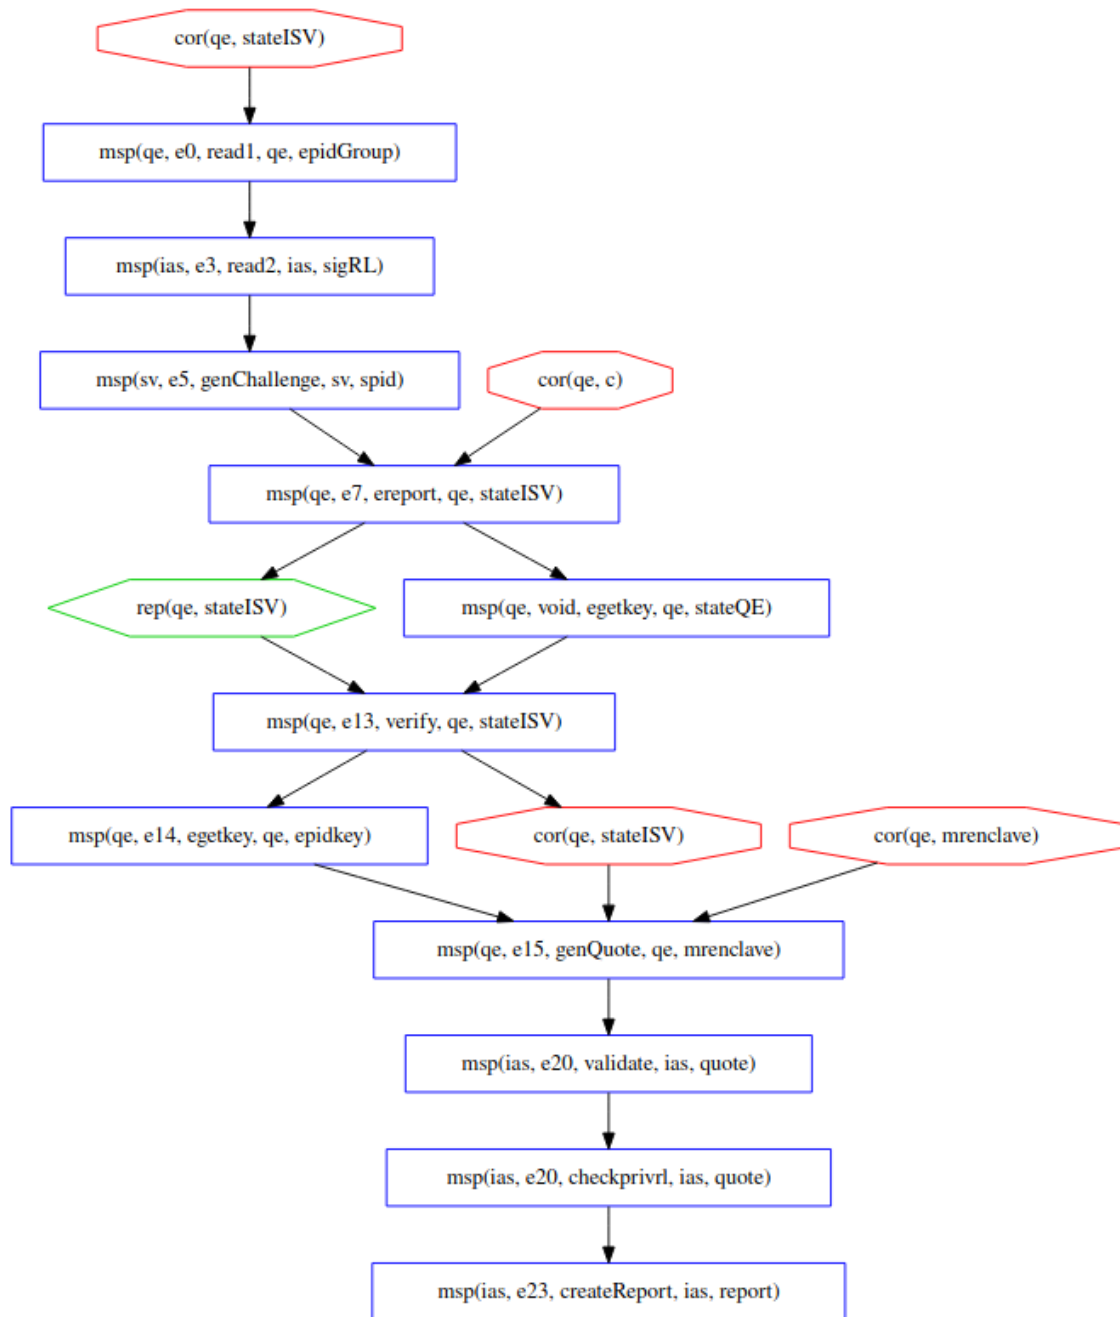 cor(qe, stateISV)
msp(qe, e0, read1, qe, epidGroup)
msp(ias, e3, read2, ias, sigRL)
msp(sv, e5, genChallenge, sv, spid)
cor(qe, c)
msp(qe, e7, ereport, qe, stateISV)
rep(qe, stateISV)
msp(qe, void, egetkey, qe, stateQE)
msp(qe, e13, verify, qe, stateISV)
msp(qe, e14, egetkey, qe, epidkey)
cor(qe, stateISV)
cor(qe, mrenclave)
msp(qe, e15, genQuote, qe, mrenclave)
msp(ias, e20, validate, ias, quote)
msp(ias, e20, checkprivrl, ias, quote)
msp(ias, e23, createReport, ias, report)